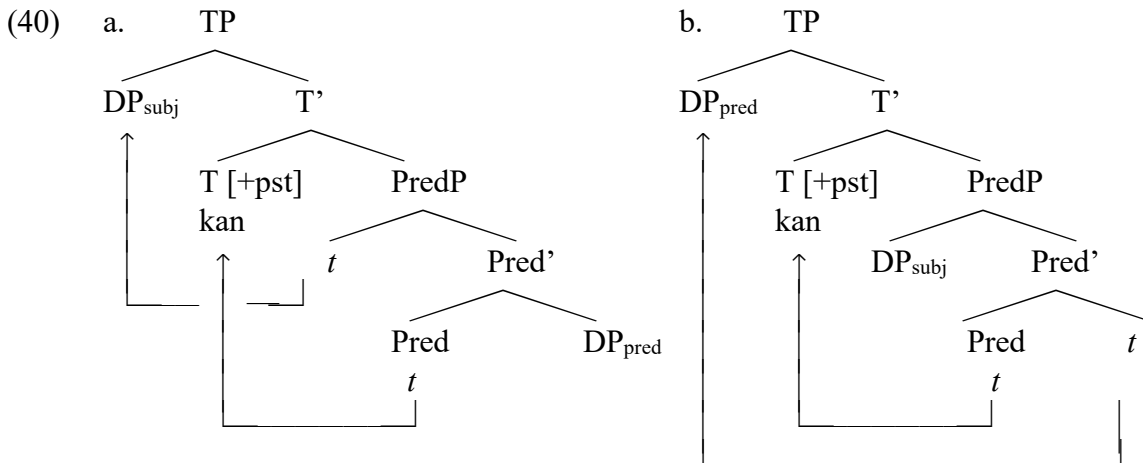 (40) a. TP b. TP
DPsubj T’ DPpred T’
T [+pst] PredP T [+pst] PredP
kan kan
t Pred’ DPsubj Pred’
Pred DPpred Pred t
t t